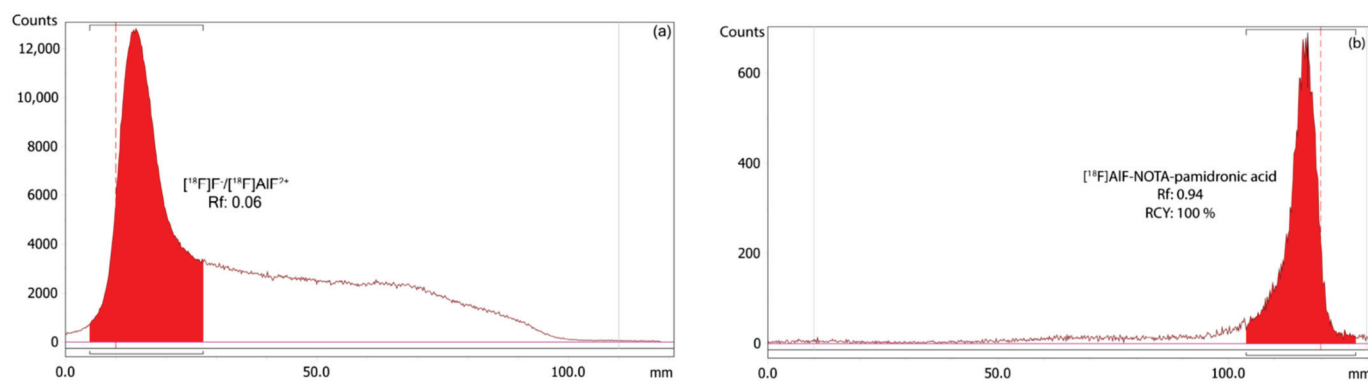 Counts
(a)
12,000
10,000
8000
6000
4000
2000
0
[¹⁸F]F⁻/[¹⁸F]AlF²⁺
Rf: 0.06
0.0 50.0 100.0 mm
Counts
(b)
600
400
200
0
[¹⁸F]AlF-NOTA-pamidronic acid
Rf: 0.94
RCY: 100 %
0.0 50.0 100.0 mm